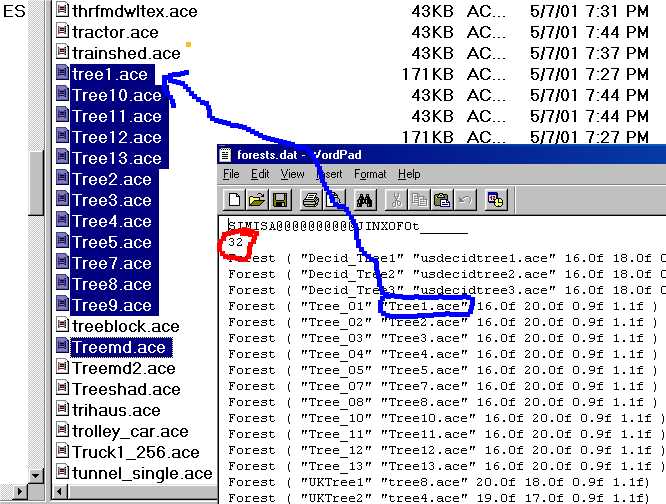 ES
thrfmdwltex.ace 43KB AC... 5/7/01 7:31 PM
tractor.ace 43KB AC... 5/7/01 7:44 PM
trainshed.ace 43KB AC... 5/7/01 7:37 PM
tree1.ace 171KB AC... 5/7/01 7:27 PM
Tree10.ace 43KB AC... 5/7/01 7:44 PM
Tree11.ace 43KB AC... 5/7/01 7:44 PM
Tree12.ace 171KB AC... 5/7/01 7:27 PM
Tree13.ace
Tree2.ace
Tree3.ace
Tree4.ace
Tree5.ace
Tree7.ace
Tree8.ace
Tree9.ace
treeblock.ace
Treemd.ace
Treemd2.ace
Treeshad.ace
trihaus.ace
trolley_car.ace
Truck1_256.ace
tunnel_single.ace
forests.dat - WordPad
File Edit View Insert Format Help
SIMISA@@@@@@@@@@JINX0F0t______
32
Forest ( "Decid_Tree1" "usdecidtree1.ace" 16.0f 18.0f 0
Forest ( "Decid_Tree2" "usdecidtree2.ace" 16.0f 18.0f 0
Forest ( "Decid_Tree3" "usdecidtree3.ace" 16.0f 18.0f 0
Forest ( "Tree_01" "Tree1.ace" 16.0f 20.0f 0.9f 1.1f )
Forest ( "Tree_02" "Tree2.ace" 16.0f 20.0f 0.9f 1.1f )
Forest ( "Tree_03" "Tree3.ace" 16.0f 20.0f 0.9f 1.1f )
Forest ( "Tree_04" "Tree4.ace" 16.0f 20.0f 0.9f 1.1f )
Forest ( "Tree_05" "Tree5.ace" 16.0f 20.0f 0.9f 1.1f )
Forest ( "Tree_07" "Tree7.ace" 16.0f 20.0f 0.9f 1.1f )
Forest ( "Tree_08" "Tree8.ace" 16.0f 20.0f 0.9f 1.1f )
Forest ( "Tree_10" "Tree10.ace" 16.0f 20.0f 0.9f 1.1f )
Forest ( "Tree_11" "Tree11.ace" 16.0f 20.0f 0.9f 1.1f )
Forest ( "Tree_12" "Tree12.ace" 16.0f 20.0f 0.9f 1.1f )
Forest ( "Tree_13" "Tree13.ace" 16.0f 20.0f 0.9f 1.1f )
Forest ( "UKTree1" "tree8.ace" 20.0f 18.0f 0.9f 1.1f )
Forest ( "UKTree2" "tree4.ace" 19.0f 17.0f 0.9f 1.1f )